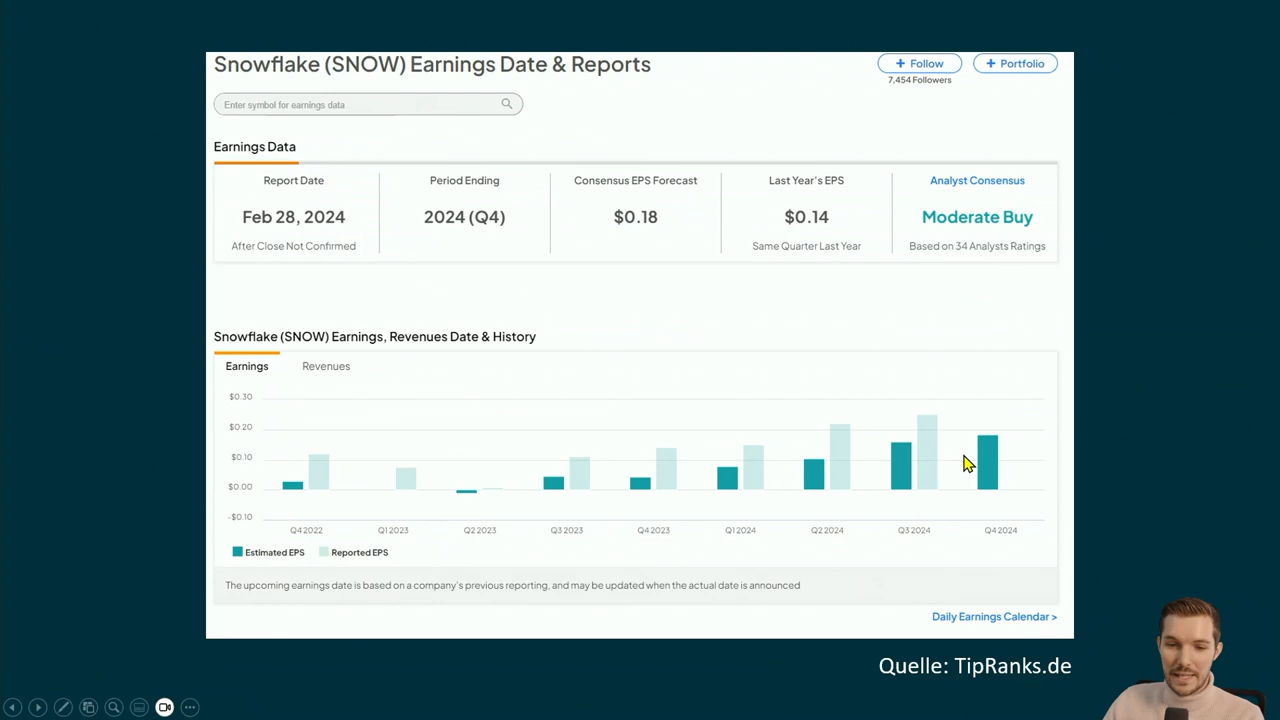 Snowflake (SNOW) Earnings Date & Reports
+ Follow
+ Portfolio
7,454 Followers
Enter symbol for earnings data
Earnings Data
Report Date
Period Ending
Consensus EPS Forecast
Last Year's EPS
Analyst Consensus
Feb 28, 2024
2024 (Q4)
$0.18
$0.14
Moderate Buy
After Close Not Confirmed
Same Quarter Last Year
Based on 34 Analysts Ratings
Snowflake (SNOW) Earnings, Revenues Date & History
Earnings
Revenues
$0.30
$0.20
$0.10
$0.00
-$0.10
Q4 2022
Q1 2023
Q2 2023
Q3 2023
Q4 2023
Q1 2024
Q2 2024
Q3 2024
Q4 2024
Estimated EPS
Reported EPS
The upcoming earnings date is based on a company's previous reporting, and may be updated when the actual date is announced
Daily Earnings Calendar >
Quelle: TipRanks.de